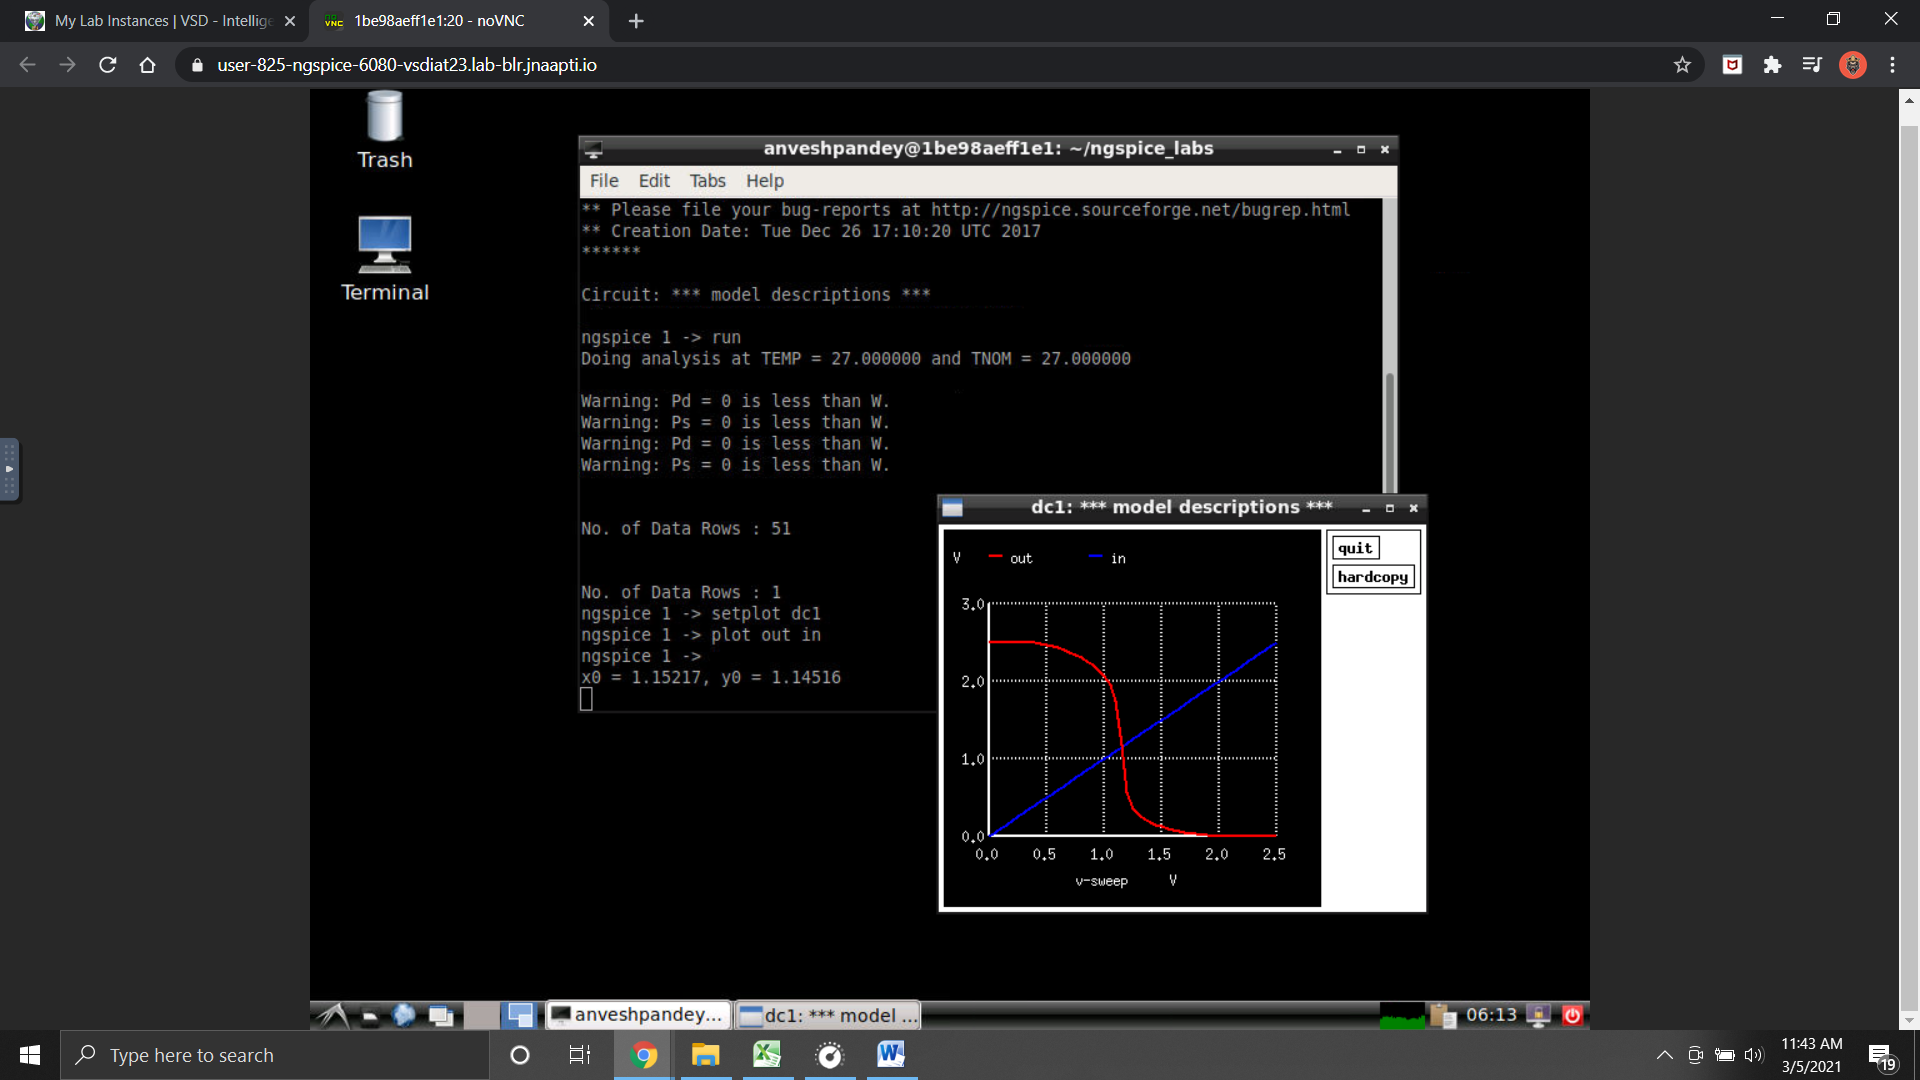 My Lab Instances | VSD - Intellige
1be98aeff1e1:20 - noVNC
user-825-ngspice-6080-vsdiat23.lab-blr.jnaapti.io
Trash
Terminal
anveshpandey@1be98aeff1e1: ~/ngspice_labs
File Edit Tabs Help
** Please file your bug-reports at http://ngspice.sourceforge.net/bugrep.html
** Creation Date: Tue Dec 26 17:10:20 UTC 2017
******
Circuit: *** model descriptions ***
ngspice 1 -> run
Doing analysis at TEMP = 27.000000 and TNOM = 27.000000
Warning: Pd = 0 is less than W.
Warning: Ps = 0 is less than W.
Warning: Pd = 0 is less than W.
Warning: Ps = 0 is less than W.
No. of Data Rows : 51
No. of Data Rows : 1
ngspice 1 -> setplot dc1
ngspice 1 -> plot out in
ngspice 1 ->
x0 = 1.15217, y0 = 1.14516
dc1: *** model descriptions ***
quit
hardcopy
V out in
3.0
2.0
1.0
0.0
0.0 0.5 1.0 1.5 2.0 2.5
v-sweep V
anveshpandey...
dc1: *** model ...
06:13
Type here to search
11:43 AM
3/5/2021
19